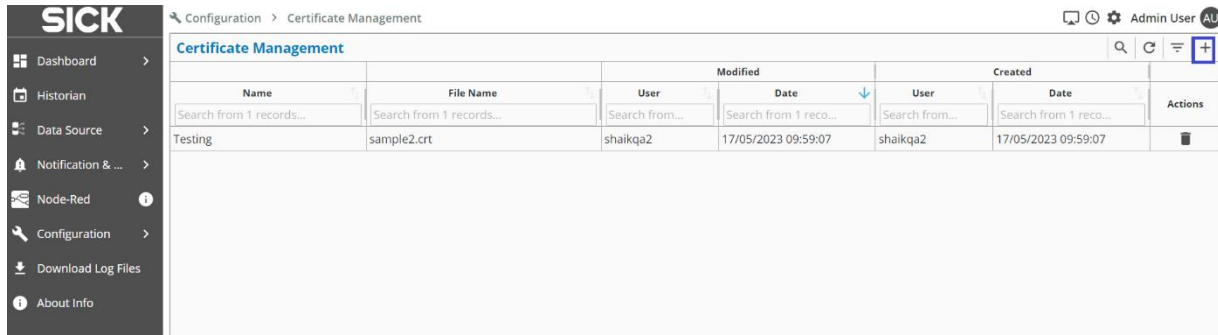 SICK
Configuration > Certificate Management
Admin User AU
Dashboard
Historian
Data Source
Notification & ...
Node-Red
Configuration
Download Log Files
About Info
Certificate Management
Modified Created
Name File Name User Date User Date Actions
Search from 1 records... Search from 1 records... Search from... Search from 1 reco... Search from... Search from 1 reco...
Testing sample2.crt shaikqa2 17/05/2023 09:59:07 shaikqa2 17/05/2023 09:59:07